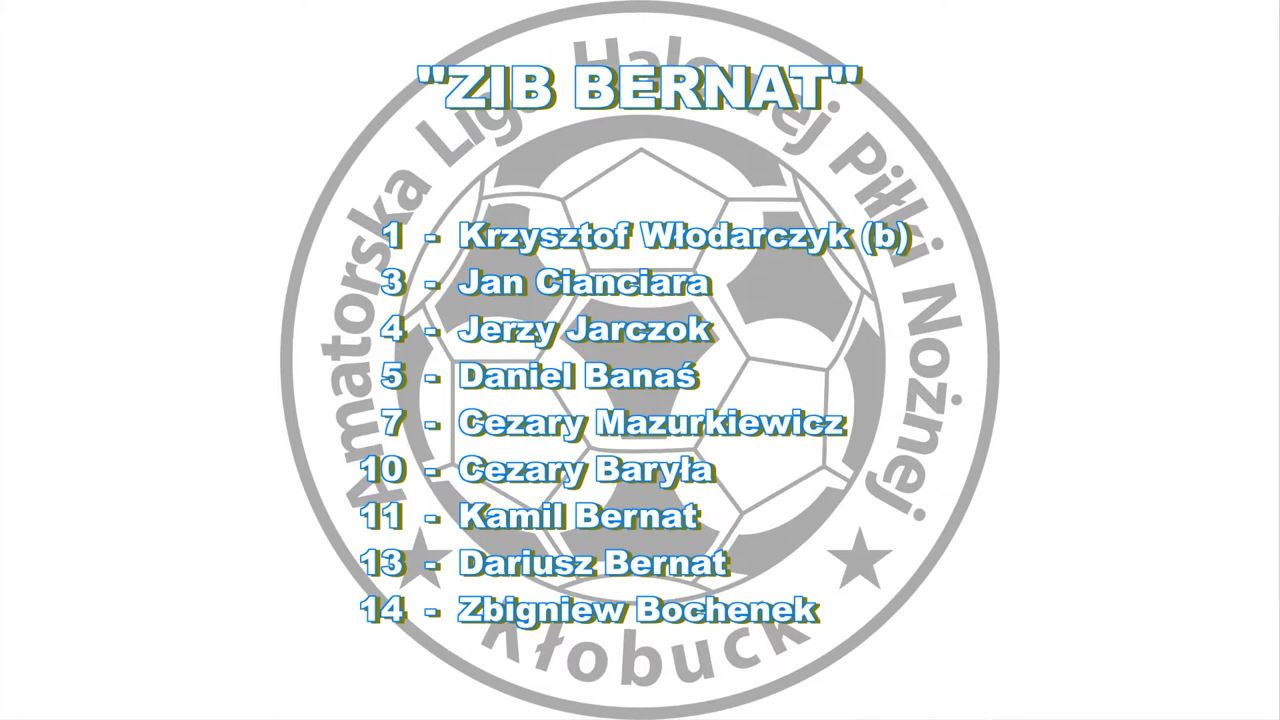 "ZIB BERNAT"
1 - Krzysztof Włodarczyk (b)
3 - Jan Cianciara
4 - Jerzy Jarczok
5 - Daniel Banaś
7 - Cezary Mazurkiewicz
10 - Cezary Baryła
11 - Kamil Bernat
13 - Dariusz Bernat
14 - Zbigniew Bochenek
Amatorska Liga Halowej Piłki Nożnej
Kłobuck